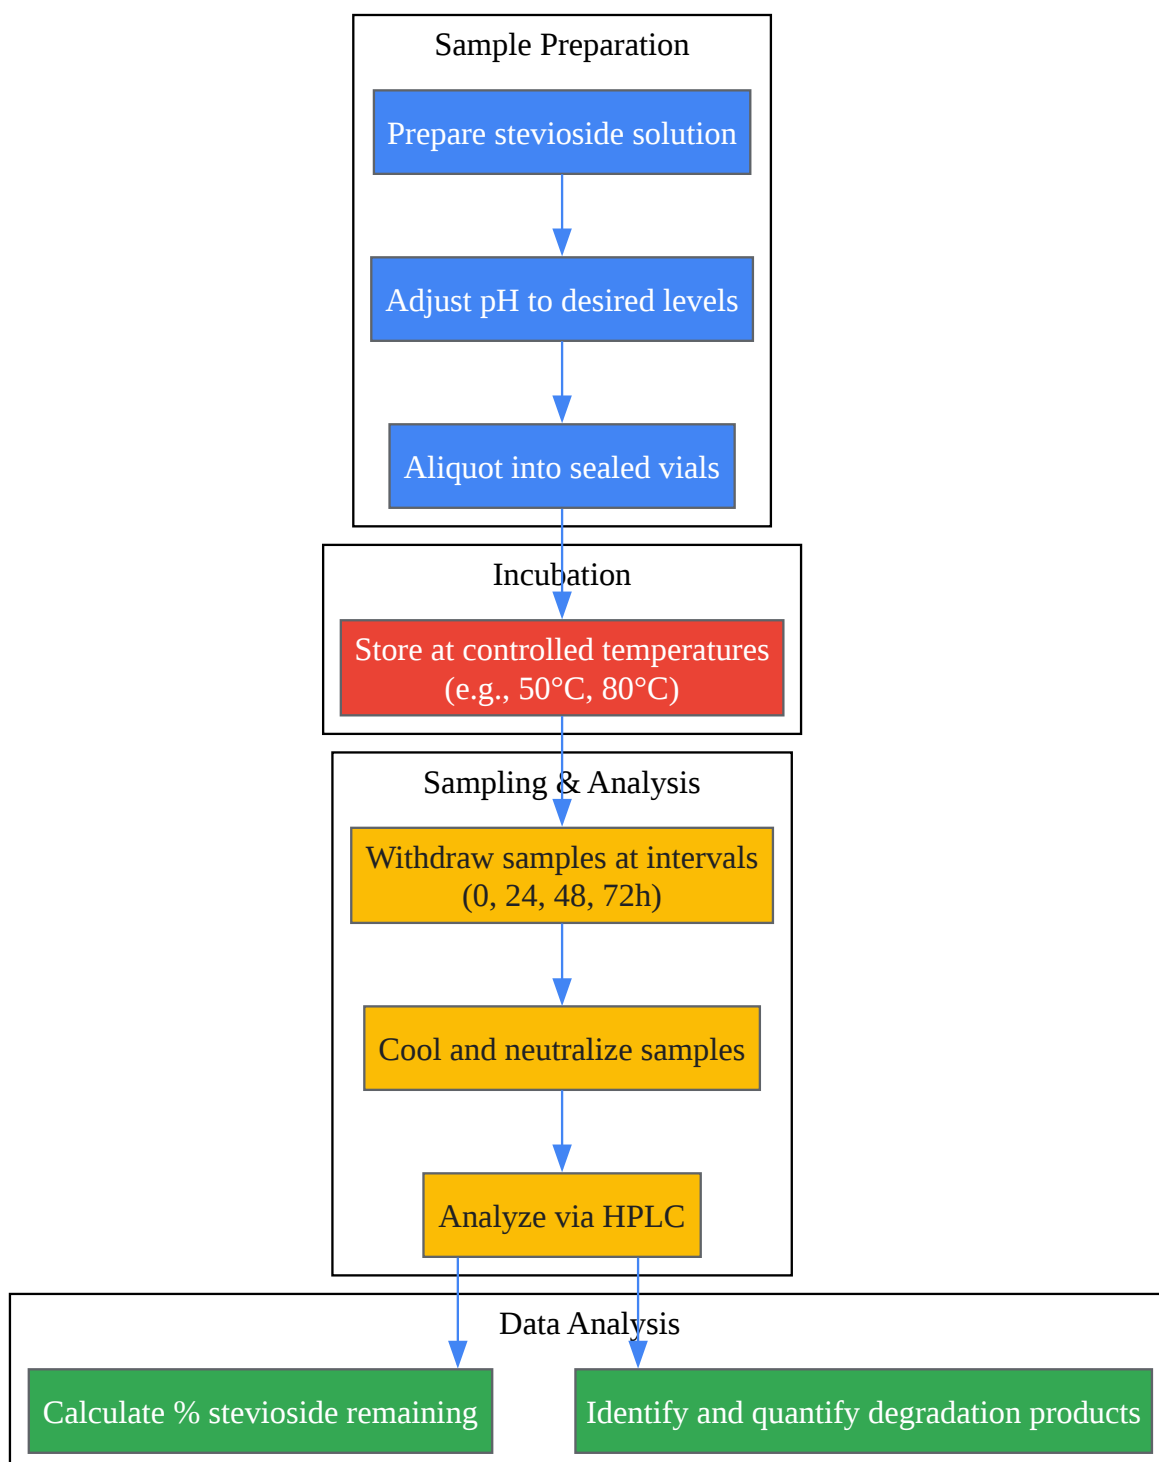 Sample Preparation
Prepare stevioside solution
Adjust pH to desired levels
Aliquot into sealed vials
Incubation
Store at controlled temperatures
(e.g., 50°C, 80°C)
Sampling & Analysis
Withdraw samples at intervals
(0, 24, 48, 72h)
Cool and neutralize samples
Analyze via HPLC
Data Analysis
Calculate % stevioside remaining
Identify and quantify degradation products